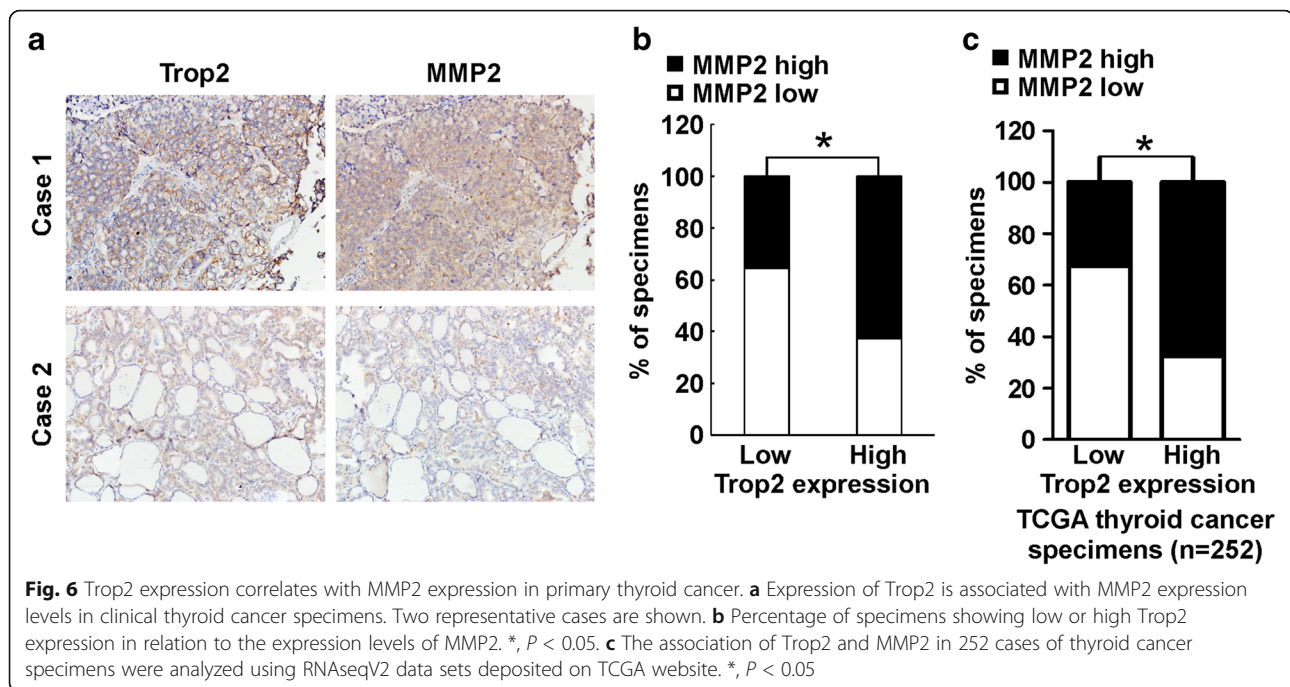 a
Trop2 MMP2
Case 1
Case 2
b
MMP2 high
MMP2 low
120
100
80
60
40
20
0
% of specimens
*
Low High
Trop2 expression
c
MMP2 high
MMP2 low
120
100
80
60
40
20
0
% of specimens
*
Low High
Trop2 expression
TCGA thyroid cancer
specimens (n=252)
Fig. 6 Trop2 expression correlates with MMP2 expression in primary thyroid cancer. a Expression of Trop2 is associated with MMP2 expression
levels in clinical thyroid cancer specimens. Two representative cases are shown. b Percentage of specimens showing low or high Trop2
expression in relation to the expression levels of MMP2. *, P < 0.05. c The association of Trop2 and MMP2 in 252 cases of thyroid cancer
specimens were analyzed using RNAseqV2 data sets deposited on TCGA website. *, P < 0.05